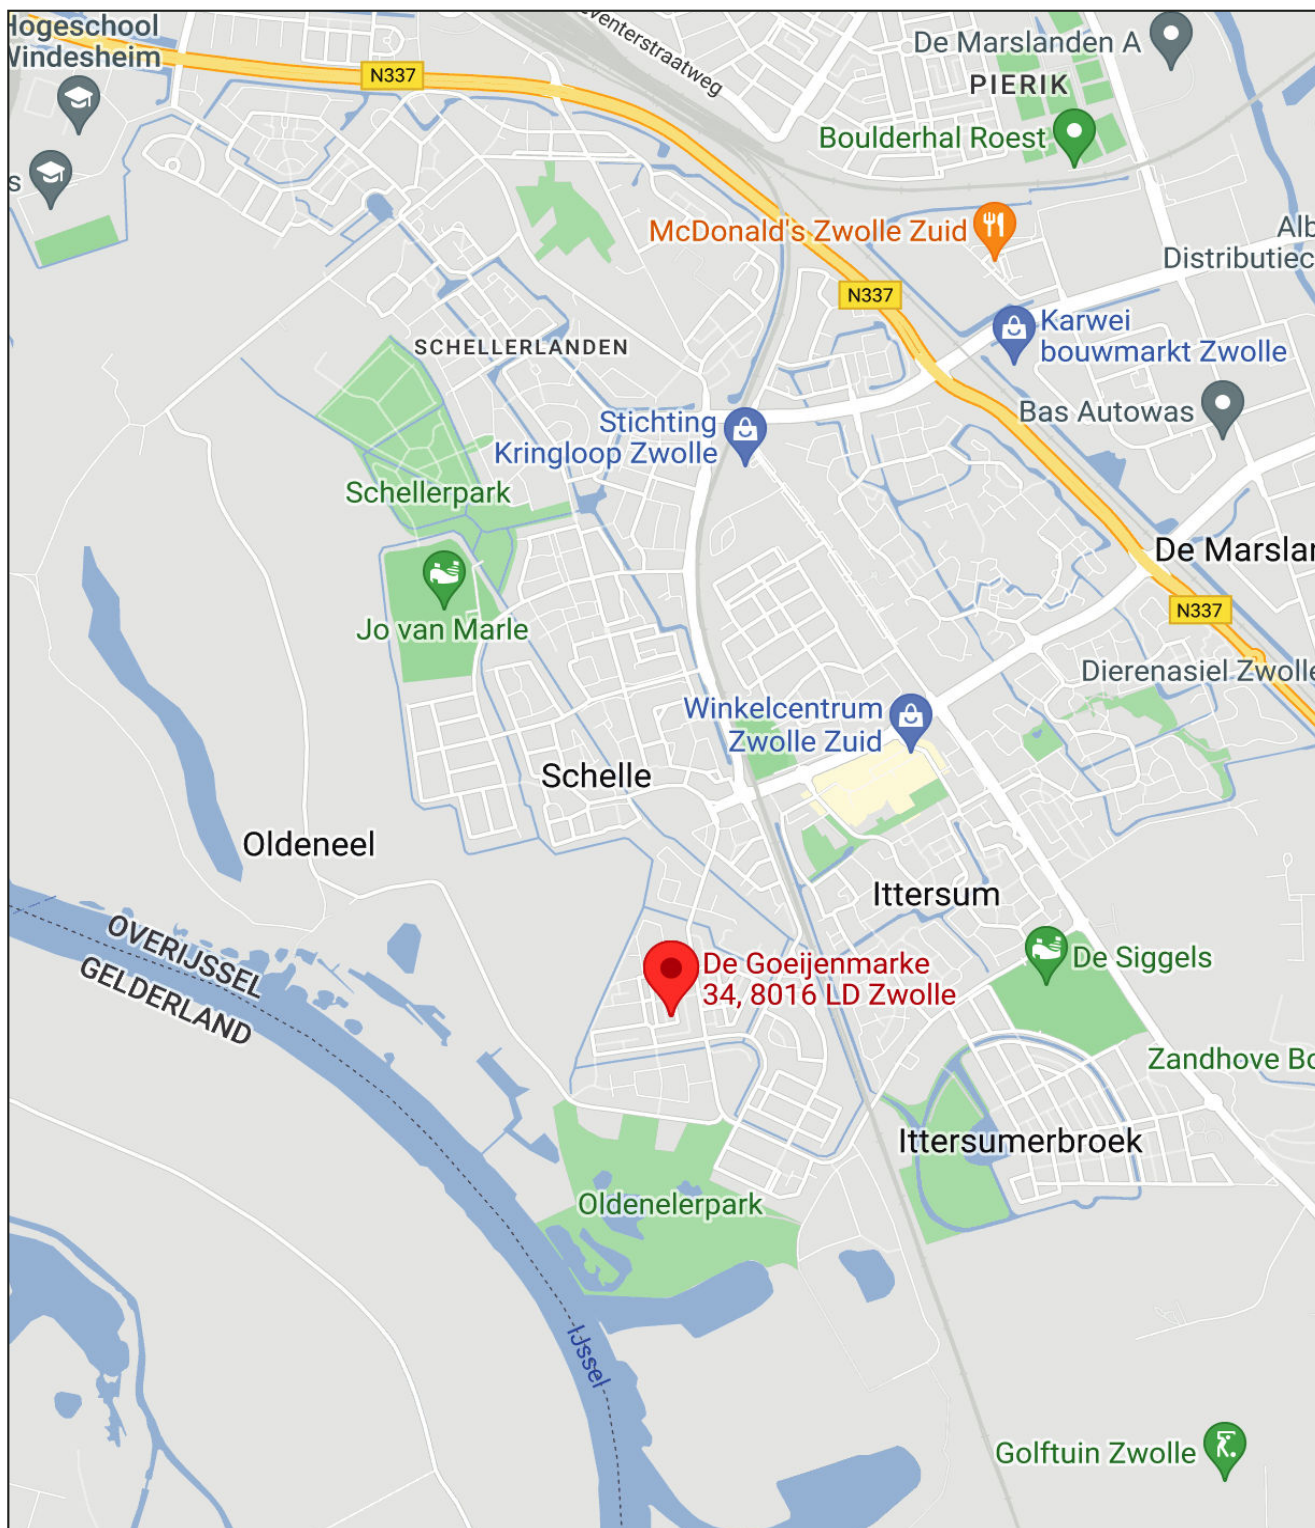 Hogeschool
Windesheim
N337
Deventerstraatweg
De Marslanden A
PIERIK
Boulderhal Roest
s
McDonald's Zwolle Zuid
Alb
Distributiec
N337
Karwei
bouwmarkt Zwolle
SCHELLERLANDEN
Bas Autowas
Stichting
Kringloop Zwolle
Schellerpark
De Marslan
N337
Jo van Marle
Dierenasiel Zwolle
Winkelcentrum
Zwolle Zuid
Schelle
Oldeneel
Ittersum
OVERIJSSEL
GELDERLAND
De Goeijenmarke
34, 8016 LD Zwolle
De Siggels
Zandhove Bo
Ittersumerbroek
Oldenelerpark
IJssel
Golftuin Zwolle